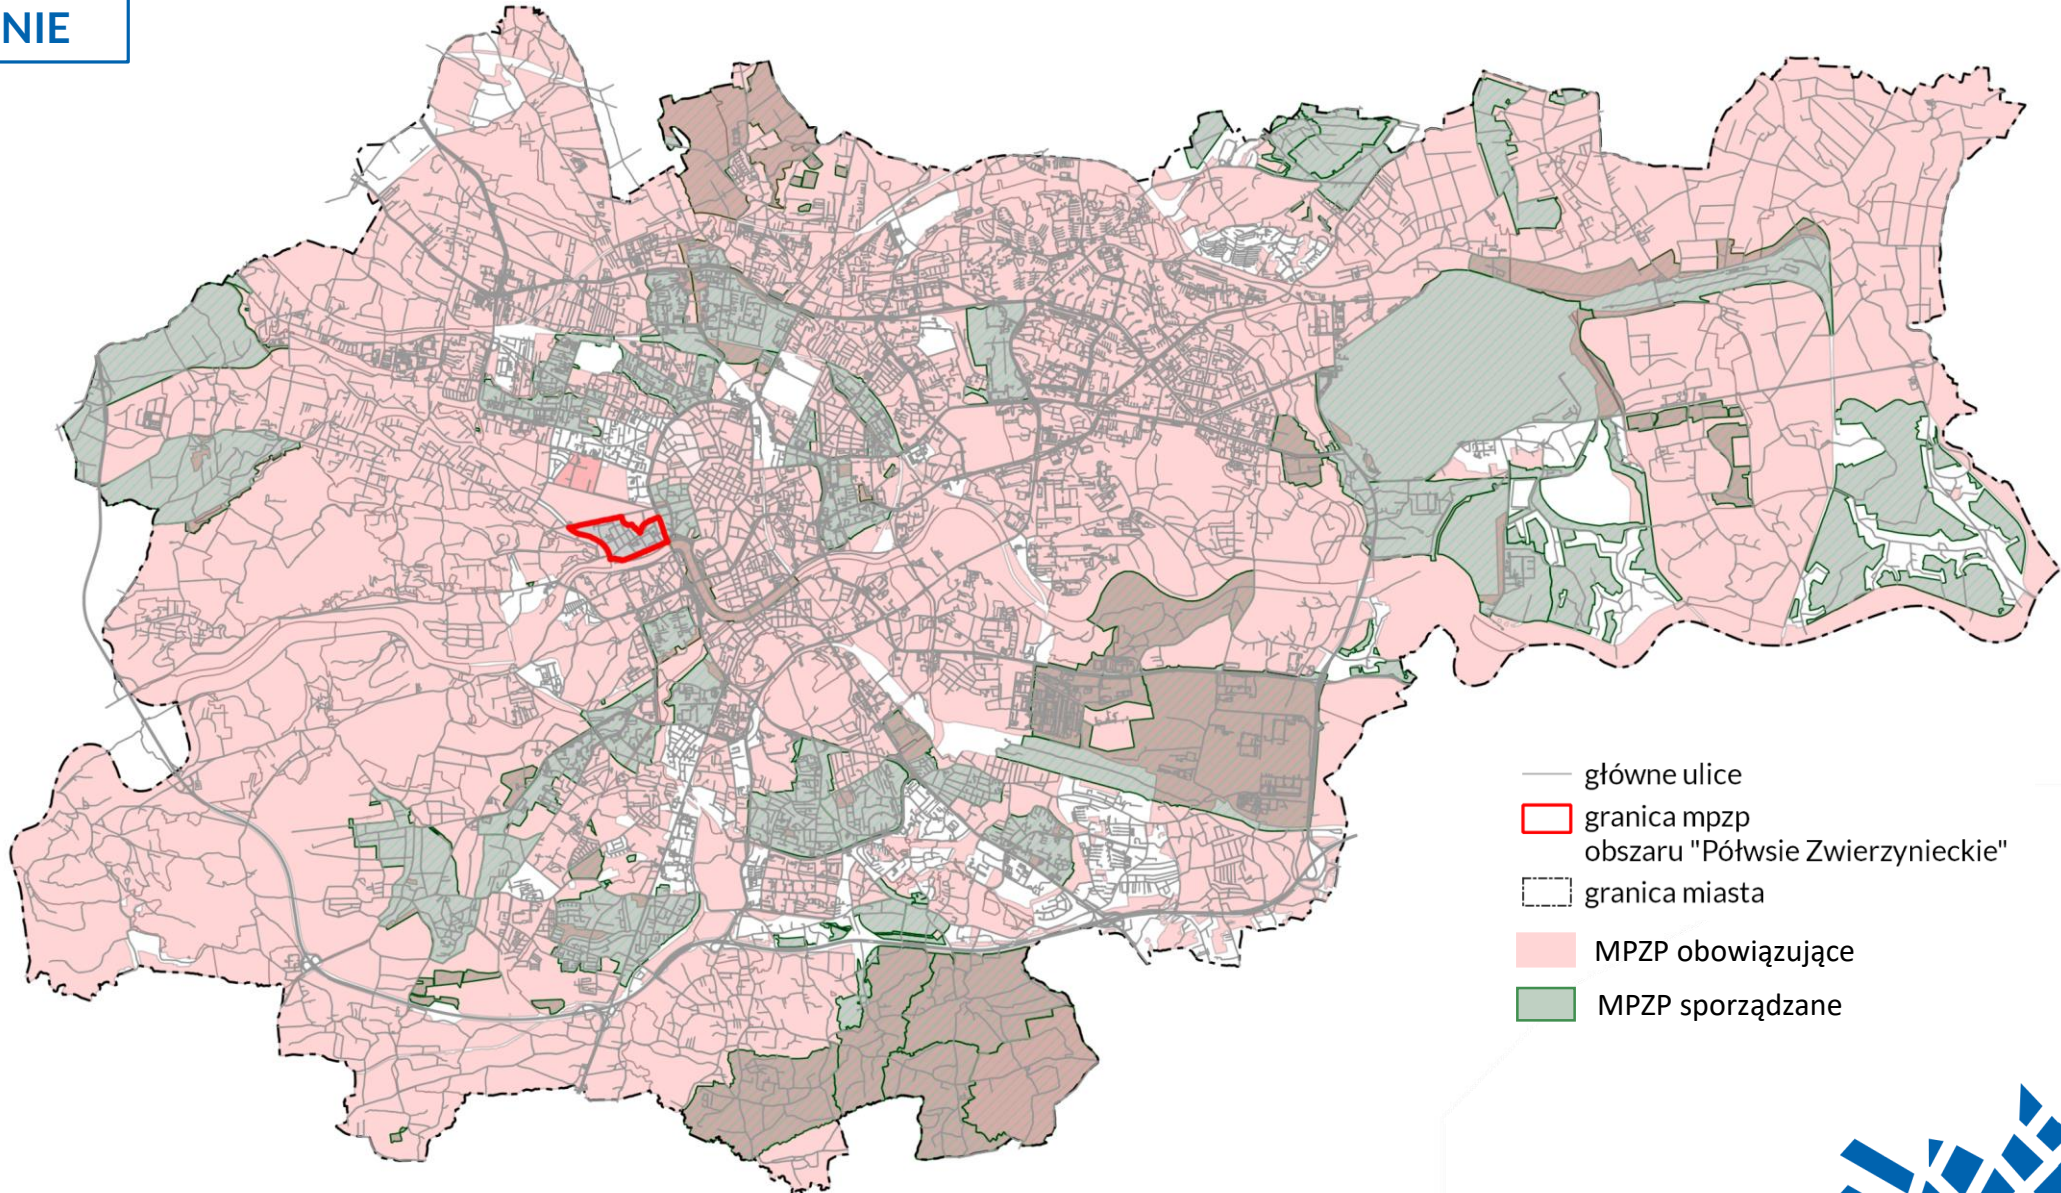 NIE
główne ulice
granica mpzp
obszaru "Półwsie Zwierzynieckie"
granica miasta
MPZP obowiązujące
MPZP sporządzane